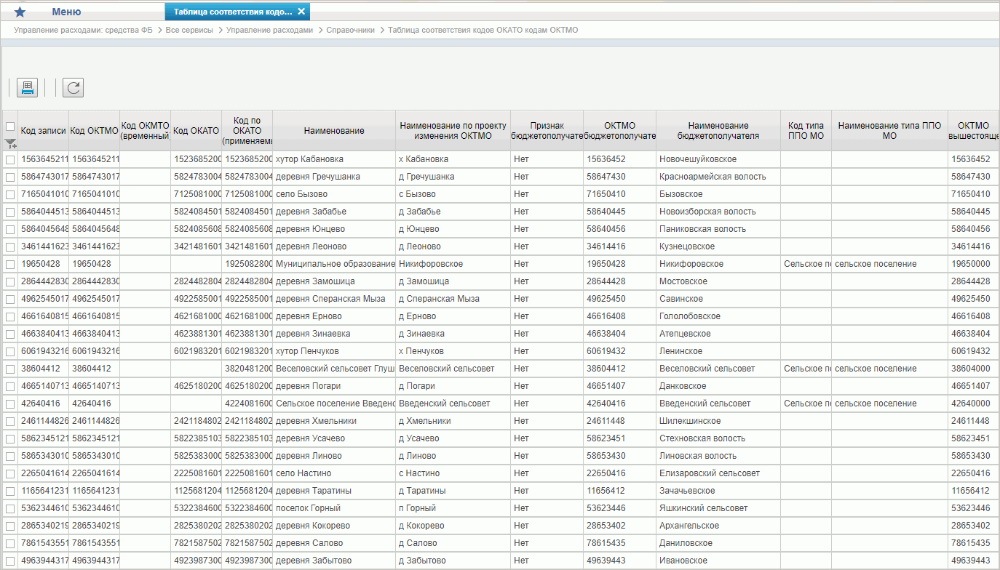 Меню Таблица соответствия кодо...
Управление расходами: средства ФБ > Все сервисы > Управление расходами > Справочники > Таблица соответствия кодов ОКАТО кодам ОКТМО
Код записи Код ОКТМО Код ОКМТО (временный) Код ОКАТО Код по ОКАТО (применяемы Наименование Наименование по проекту изменения ОКТМО Признак бюджетополучате ОКТМО бюджетополучате Наименование бюджетополучателя Код типа ППО МО Наименование типа ППО МО ОКТМО вышестояще
1563645211 1563645211 1523685200 1523685200 хутор Кабановка х Кабановка Нет 15636452 Новочешуйковское 15636452
5864743017 5864743017 5824783004 5824783004 деревня Гречушанка д Гречушанка Нет 58647430 Красноармейская волость 58647430
7165041010 7165041010 7125081000 7125081000 село Бызово с Бызово Нет 71650410 Бызовское 71650410
5864044513 5864044513 5824084501 5824084501 деревня Забабье д Забабье Нет 58640445 Новоизборская волость 58640445
5864045648 5864045648 5824085608 5824085608 деревня Юнцево д Юнцево Нет 58640456 Паниковская волость 58640456
3461441623 3461441623 3421481601 3421481601 деревня Леоново д Леоново Нет 34614416 Кузнецовское 34614416
19650428 19650428 1925082800 Муниципальное образование Никифоровское Нет 19650428 Никифоровское Сельское по сельское поселение 19650000
2864442830 2864442830 2824482804 2824482804 деревня Замошица д Замошица Нет 28644428 Мостовское 28644428
4962545017 4962545017 4922585001 4922585001 деревня Сперанская Мыза д Сперанская Мыза Нет 49625450 Савинское 49625450
4661640815 4661640815 4621681000 4621681000 деревня Ерново д Ерново Нет 46616408 Гололобовское 46616408
4663840413 4663840413 4623881301 4623881301 деревня Зинаевка д Зинаевка Нет 46638404 Атепцевское 46638404
6061943216 6061943216 6021983201 6021983201 хутор Пенчуков х Пенчуков Нет 60619432 Ленинское 60619432
38604412 38604412 3820481200 Веселовский сельсовет Глуш Веселовский сельсовет Нет 38604412 Веселовский сельсовет Сельское по сельское поселение 38604000
4665140713 4665140713 4625180200 4625180200 деревня Погари д Погари Нет 46651407 Данковское 46651407
42640416 42640416 4224081600 Сельское поселение Введенс Введенский сельсовет Нет 42640416 Введенский сельсовет Сельское по сельское поселение 42640000
2461144826 2461144826 2421184802 2421184802 деревня Хмельники д Хмельники Нет 24611448 Шилекшинское 24611448
5862345121 5862345121 5822385103 5822385103 деревня Усачево д Усачево Нет 58623451 Стехновская волость 58623451
5865343010 5865343010 5825383000 5825383000 деревня Линово д Линово Нет 58653430 Линовская волость 58653430
2265041614 2265041614 2225081601 2225081601 село Настино с Настино Нет 22650416 Елизаровский сельсовет 22650416
1165641231 1165641231 1125681204 1125681204 деревня Таратины д Таратины Нет 11656412 Зачачьевское 11656412
5362344610 5362344610 5322384600 5322384600 поселок Горный п Горный Нет 53623446 Яшкинский сельсовет 53623446
2865340219 2865340219 2825380202 2825380202 деревня Кокорево д Кокорево Нет 28653402 Архангельское 28653402
7861543551 7861543551 7821587502 7821587502 деревня Салово д Салово Нет 78615435 Даниловское 78615435
4963944317 4963944317 4923987300 4923987300 деревня Забытово д Забытово Нет 49639443 Ивановское 49639443